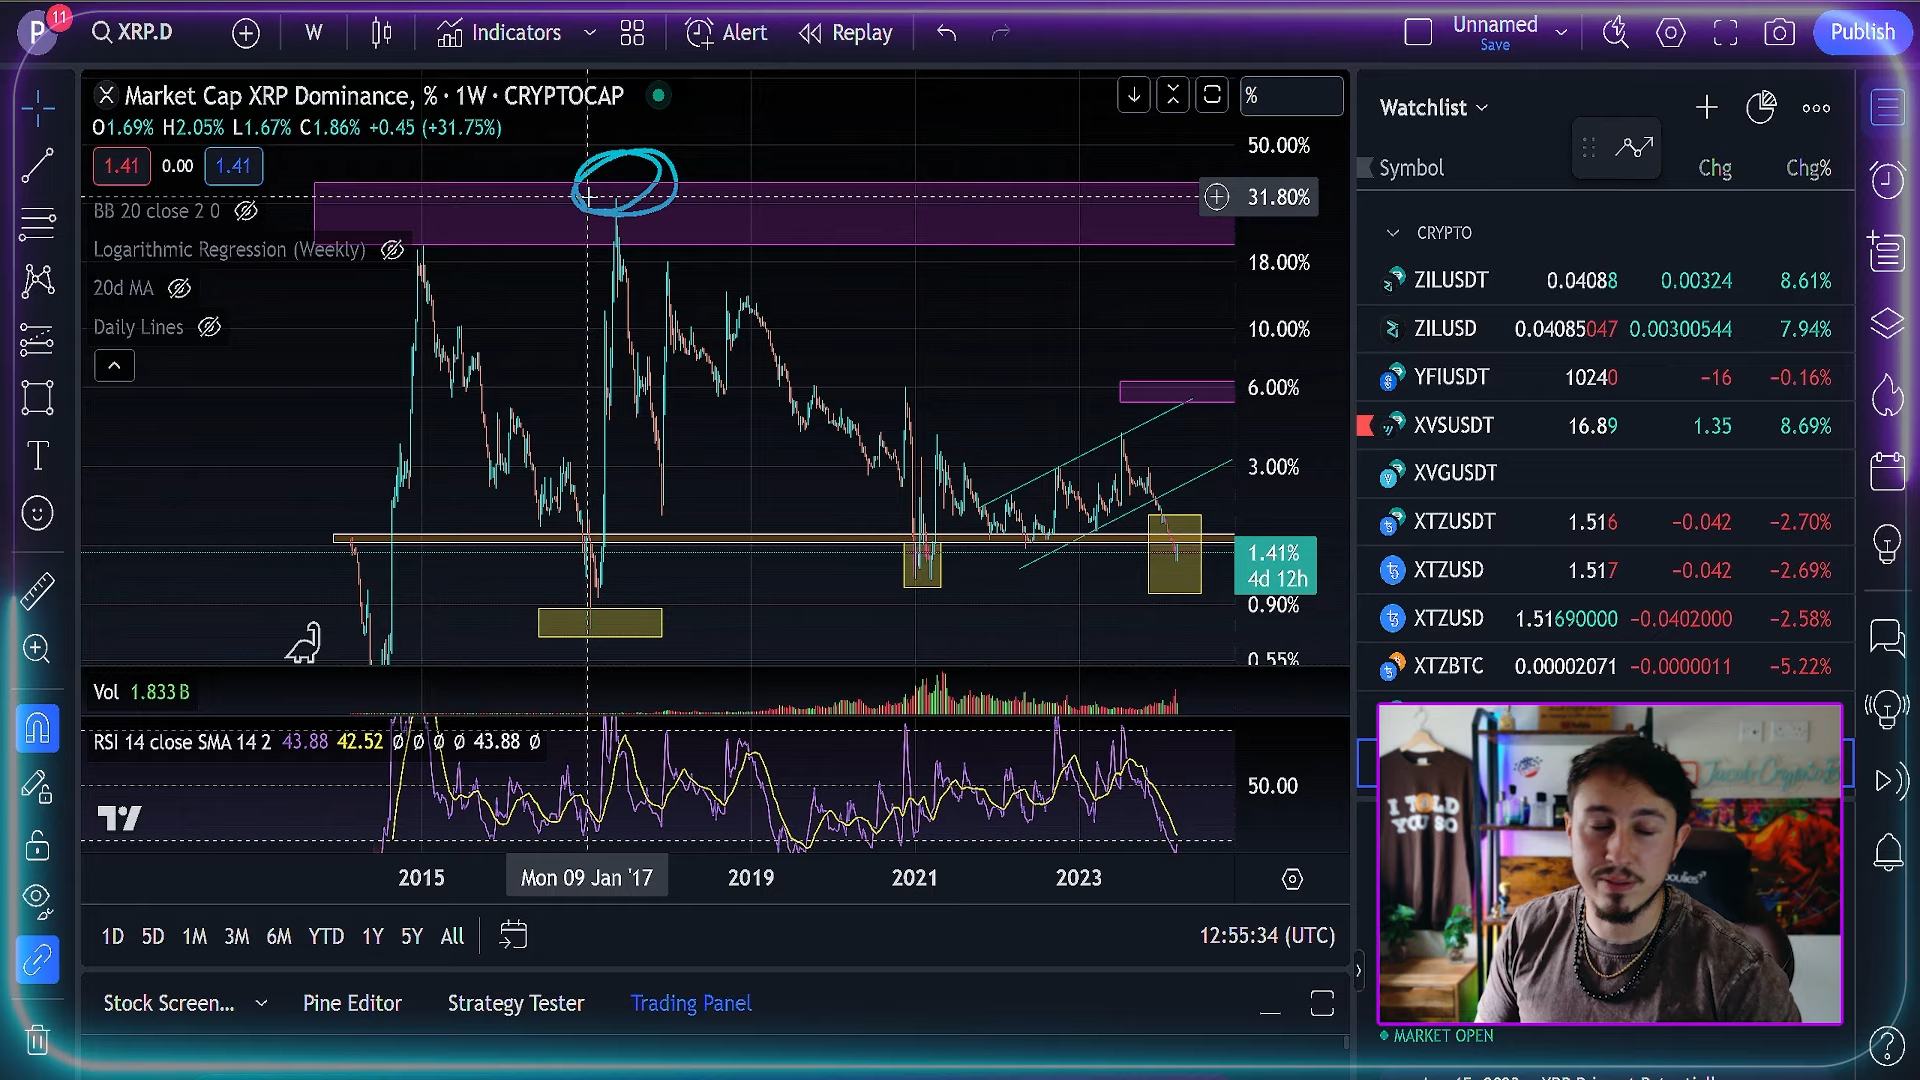 P 11 XRP.D W Indicators Alert Replay Unnamed Save Publish
Market Cap XRP Dominance, % · 1W · CRYPTOCAP
%
O1.69% H2.05% L1.67% C1.86% +0.45 (+31.75%)
1.41 0.00 1.41
BB 20 close 2 0
Logarithmic Regression (Weekly)
20d MA
Daily Lines
50.00%
31.80%
18.00%
10.00%
6.00%
3.00%
1.41%
4d 12h
0.90%
0.55%
Vol 1.833B
RSI 14 close SMA 14 2 43.88 42.52 Ø Ø Ø Ø 43.88 Ø
50.00
2015 Mon 09 Jan '17 2019 2021 2023
1D 5D 1M 3M 6M YTD 1Y 5Y All
12:55:34 (UTC)
Stock Screen... Pine Editor Strategy Tester Trading Panel
Watchlist
Symbol Chg Chg%
CRYPTO
ZILUSDT 0.04088 0.00324 8.61%
ZILUSD 0.04085047 0.00300544 7.94%
YFIUSDT 10240 −16 −0.16%
XVSUSDT 16.89 1.35 8.69%
XVGUSDT
XTZUSDT 1.516 −0.042 −2.70%
XTZUSD 1.517 −0.042 −2.69%
XTZUSD 1.51690000 −0.0402000 −2.58%
XTZBTC 0.00002071 −0.0000011 −5.22%
I TOLD
YOU SO
MARKET OPEN